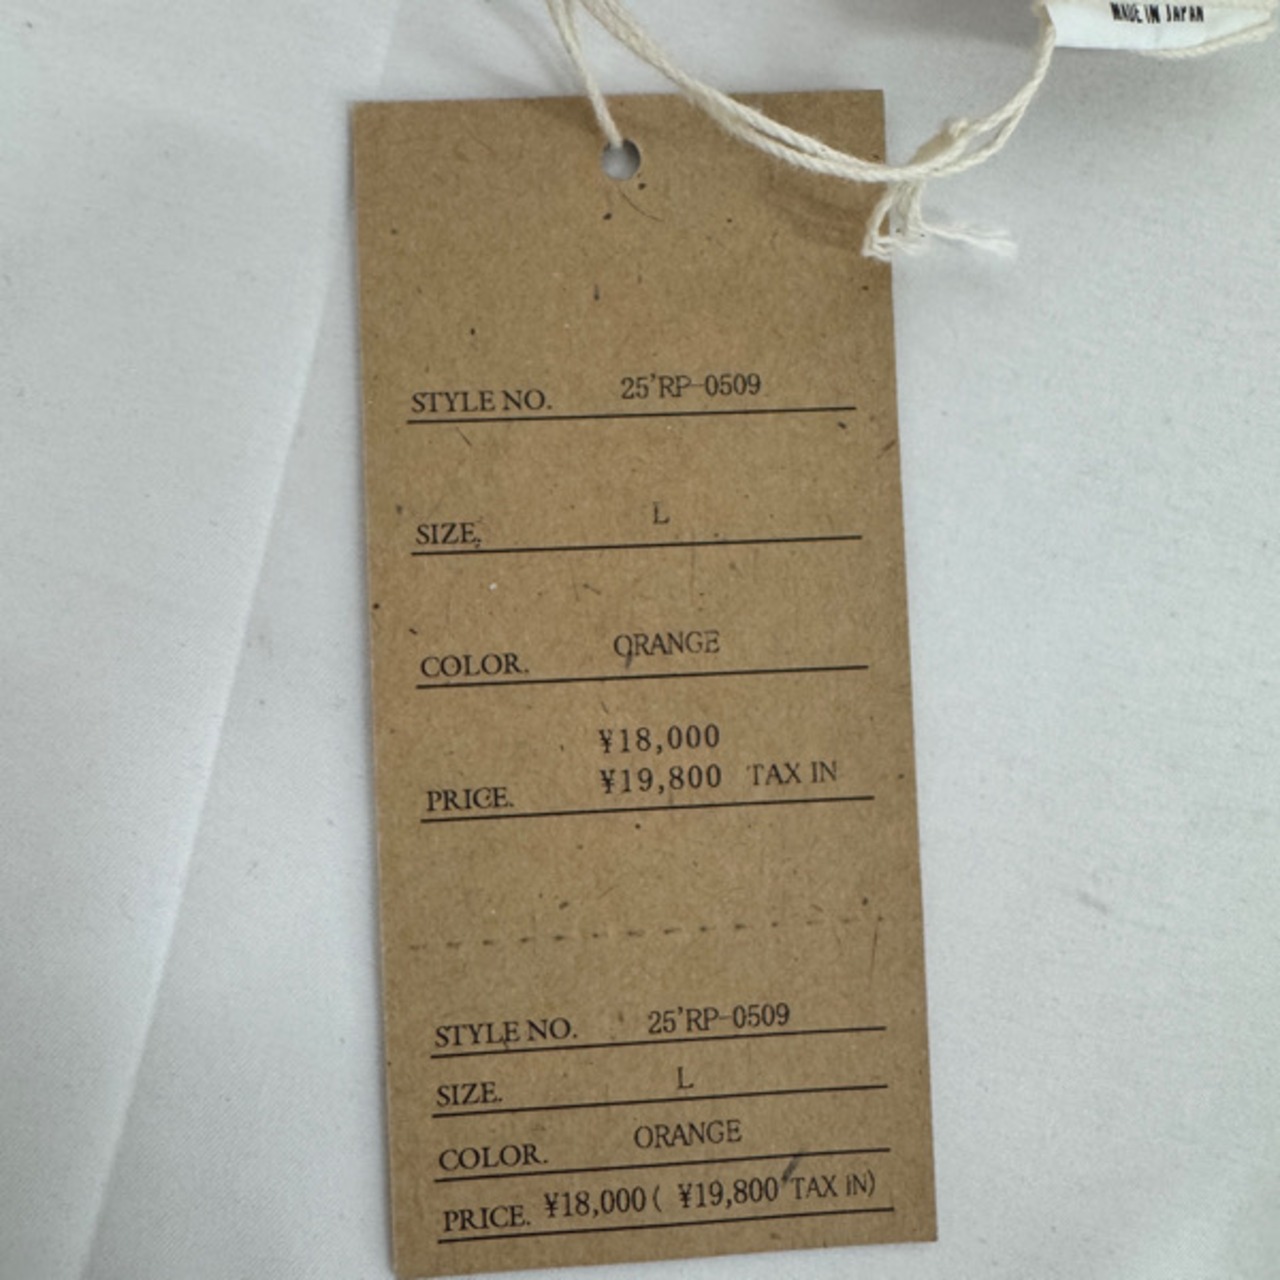 MADE IN JAPAN
STYLE NO. 25'RP-0509
SIZE. L
COLOR. ORANGE
¥18,000
PRICE. ¥19,800 TAX IN
STYLE NO. 25'RP-0509
SIZE. L
COLOR. ORANGE
PRICE. ¥18,000 ( ¥19,800 TAX IN)